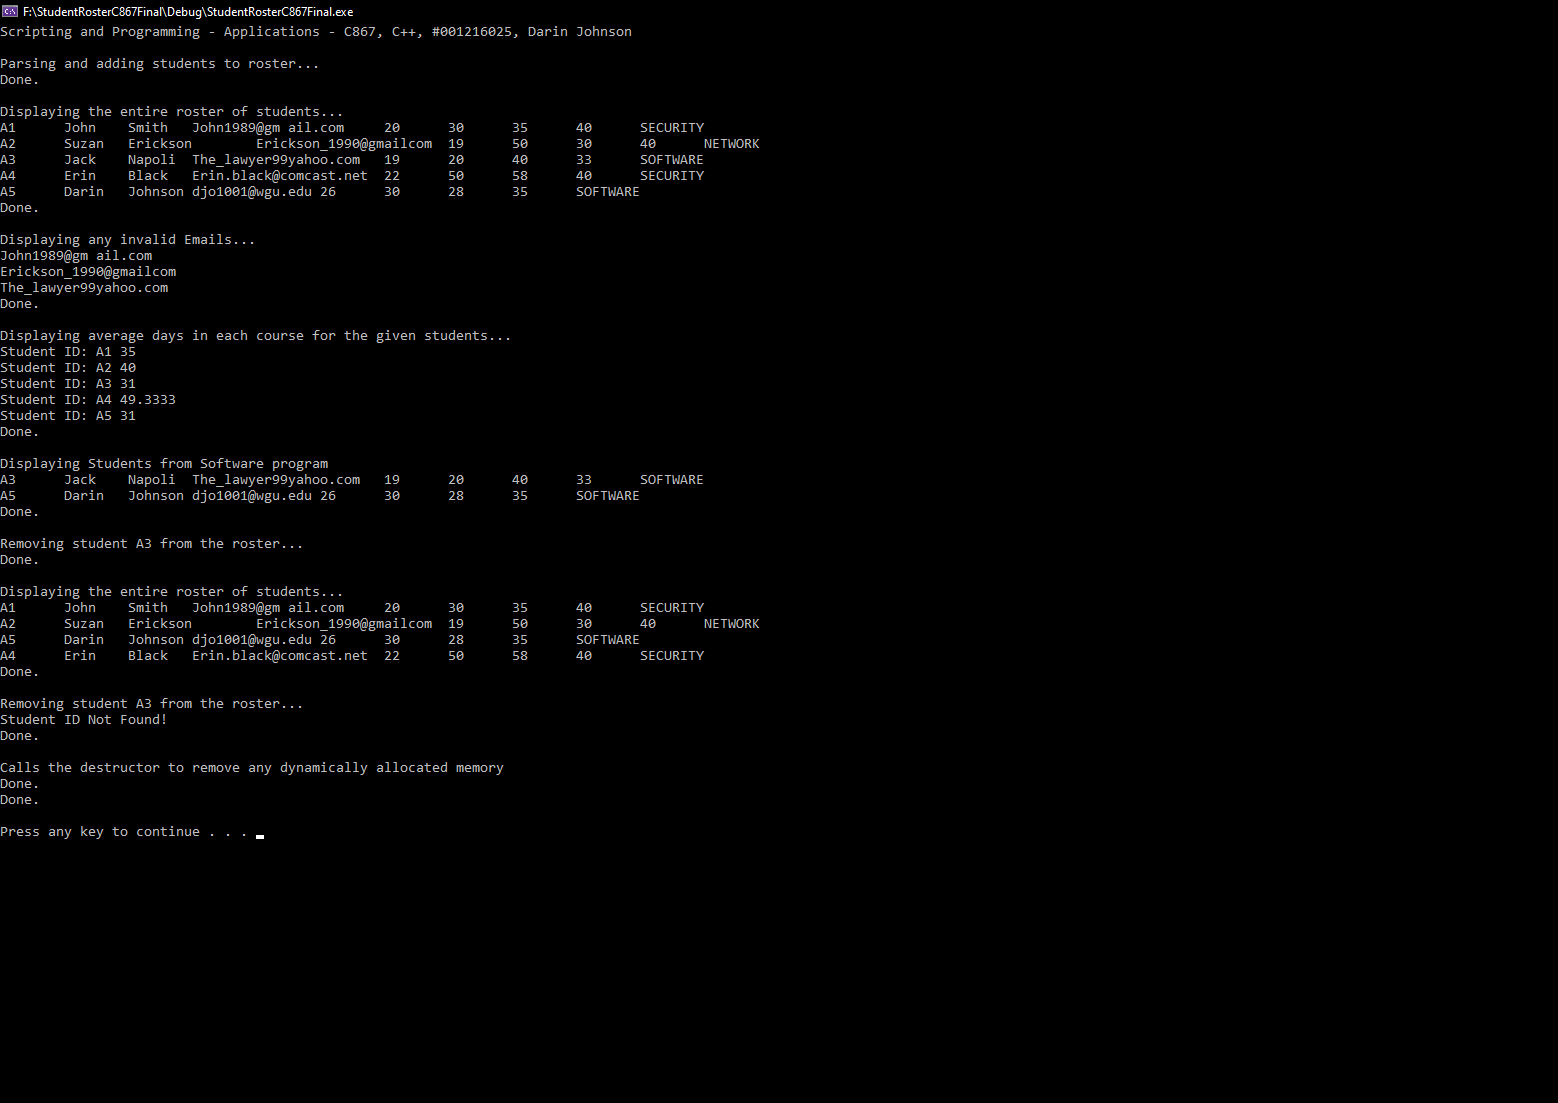 F:\StudentRosterC867Final\Debug\StudentRosterC867Final.exe
Scripting and Programming - Applications - C867, C++, #001216025, Darin Johnson
Parsing and adding students to roster...
Done.
Displaying the entire roster of students...
A1 John Smith John1989@gm ail.com 20 30 35 40 SECURITY
A2 Suzan Erickson Erickson_1990@gmailcom 19 50 30 40 NETWORK
A3 Jack Napoli The_lawyer99yahoo.com 19 20 40 33 SOFTWARE
A4 Erin Black Erin.black@comcast.net 22 50 58 40 SECURITY
A5 Darin Johnson djo1001@wgu.edu 26 30 28 35 SOFTWARE
Done.
Displaying any invalid Emails...
John1989@gm ail.com
Erickson_1990@gmailcom
The_lawyer99yahoo.com
Done.
Displaying average days in each course for the given students...
Student ID: A1 35
Student ID: A2 40
Student ID: A3 31
Student ID: A4 49.3333
Student ID: A5 31
Done.
Displaying Students from Software program
A3 Jack Napoli The_lawyer99yahoo.com 19 20 40 33 SOFTWARE
A5 Darin Johnson djo1001@wgu.edu 26 30 28 35 SOFTWARE
Done.
Removing student A3 from the roster...
Done.
Displaying the entire roster of students...
A1 John Smith John1989@gm ail.com 20 30 35 40 SECURITY
A2 Suzan Erickson Erickson_1990@gmailcom 19 50 30 40 NETWORK
A5 Darin Johnson djo1001@wgu.edu 26 30 28 35 SOFTWARE
A4 Erin Black Erin.black@comcast.net 22 50 58 40 SECURITY
Done.
Removing student A3 from the roster...
Student ID Not Found!
Done.
Calls the destructor to remove any dynamically allocated memory
Done.
Done.
Press any key to continue . . .